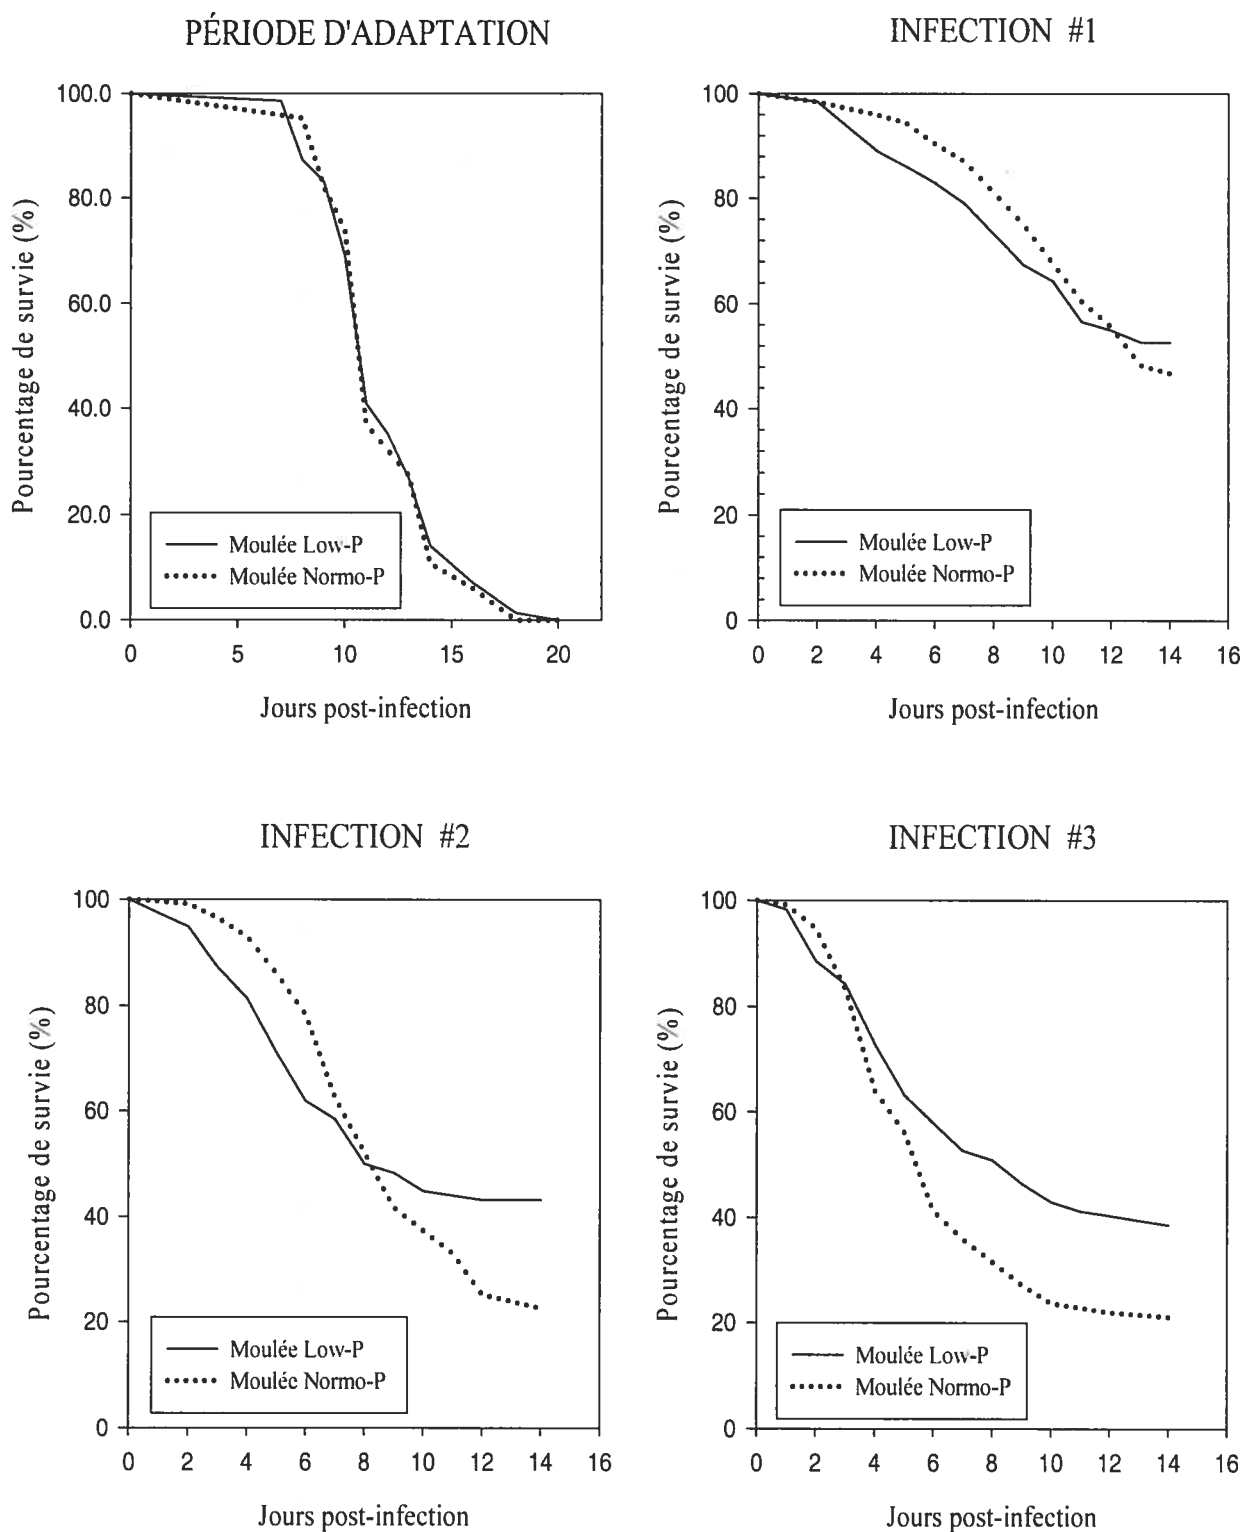 PÉRIODE D'ADAPTATION
Pourcentage de survie (%)
100.0
80.0
60.0
40.0
20.0
0.0
Moulée Low-P
Moulée Normo-P
0 5 10 15 20
Jours post-infection
INFECTION #1
Pourcentage de survie (%)
100
80
60
40
20
0
Moulée Low-P
Moulée Normo-P
0 2 4 6 8 10 12 14 16
Jours post-infection
INFECTION #2
Pourcentage de survie (%)
100
80
60
40
20
0
Moulée Low-P
Moulée Normo-P
0 2 4 6 8 10 12 14 16
Jours post-infection
INFECTION #3
Pourcentage de survie (%)
100
80
60
40
20
0
Moulée Low-P
Moulée Normo-P
0 2 4 6 8 10 12 14 16
Jours post-infection